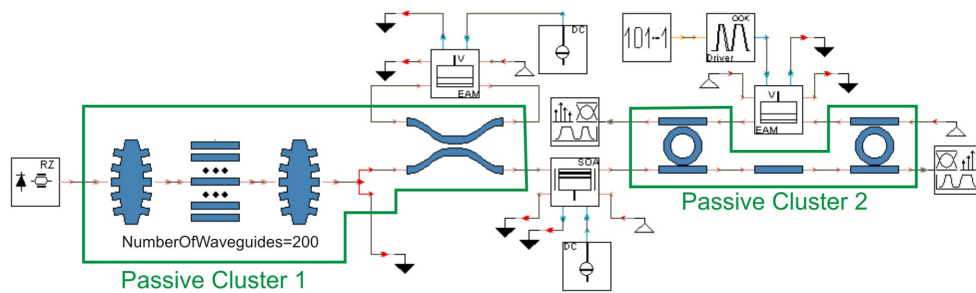 DC
V
EAM
101-1
OOK
Driver
V
EAM
RZ
SOA
NumberOfWaveguides=200
Passive Cluster 1
Passive Cluster 2
DC